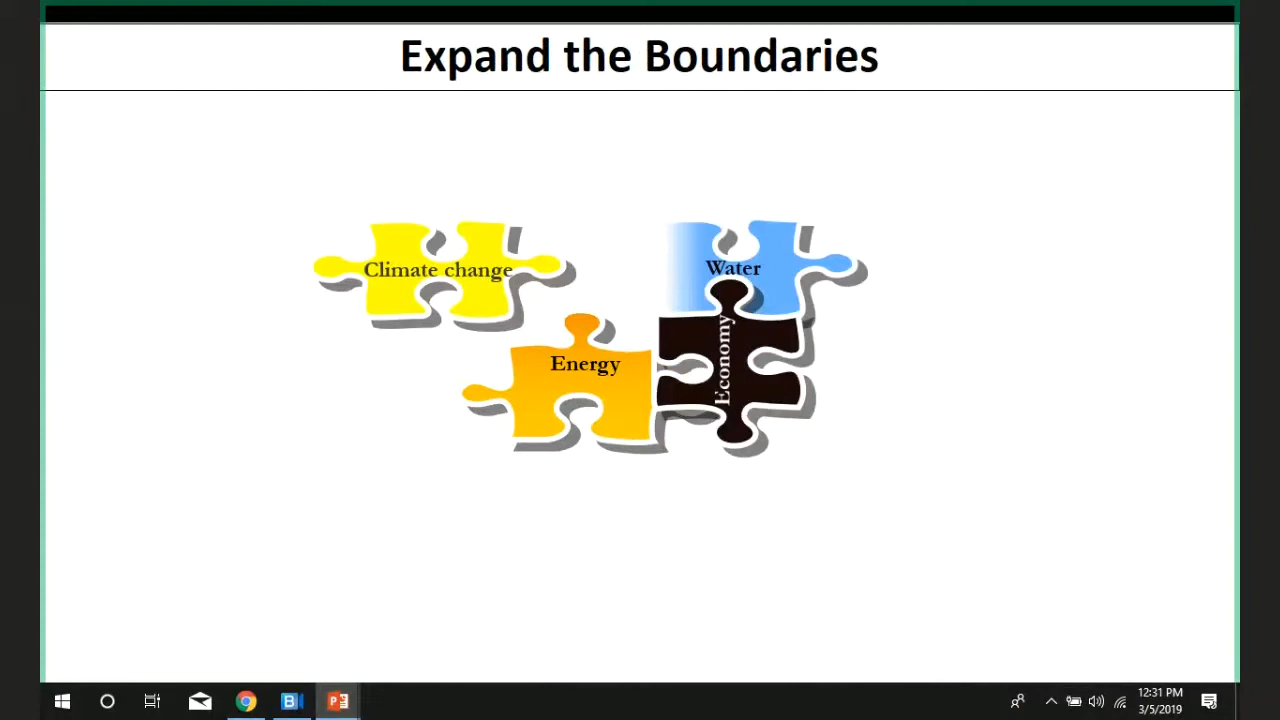 Expand the Boundaries
Climate change
Water
Energy
Economy
12:31 PM
3/5/2019